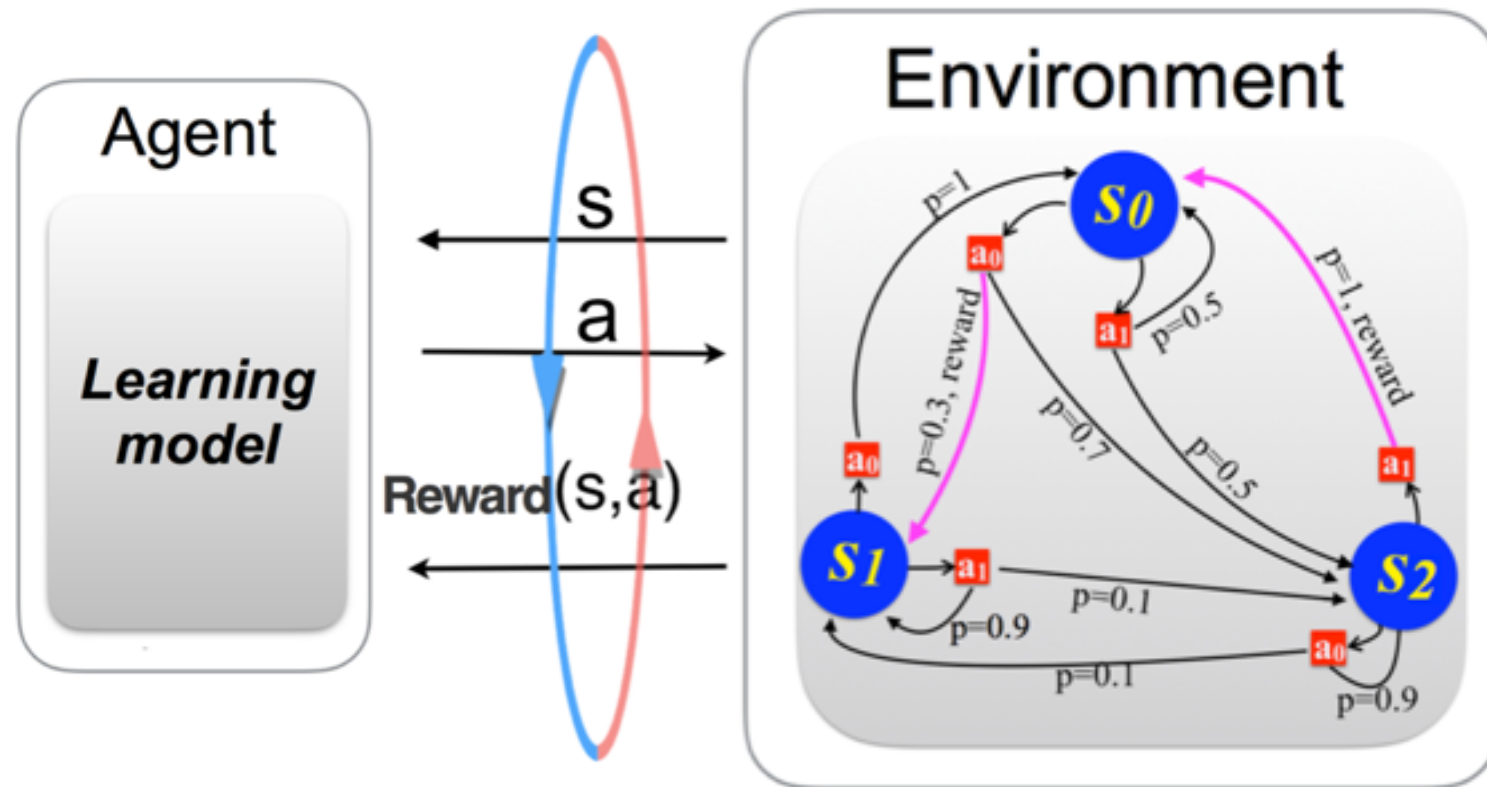 Agent
Learning
model
s
a
Reward(s,a)
Environment
p=1
S0
a0
a1
p=0.5
p=0.3, reward
p=0.7
p=0.5
p=1, reward
a0
a1
S1
a1
p=0.1
p=0.9
S2
a0
p=0.1
p=0.9